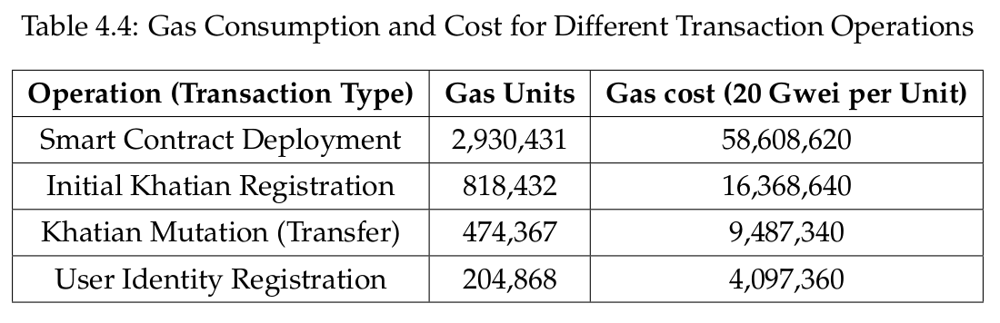 Table 4.4: Gas Consumption and Cost for Different Transaction Operations
Operation (Transaction Type) Gas Units Gas cost (20 Gwei per Unit)
Smart Contract Deployment 2,930,431 58,608,620
Initial Khatian Registration 818,432 16,368,640
Khatian Mutation (Transfer) 474,367 9,487,340
User Identity Registration 204,868 4,097,360